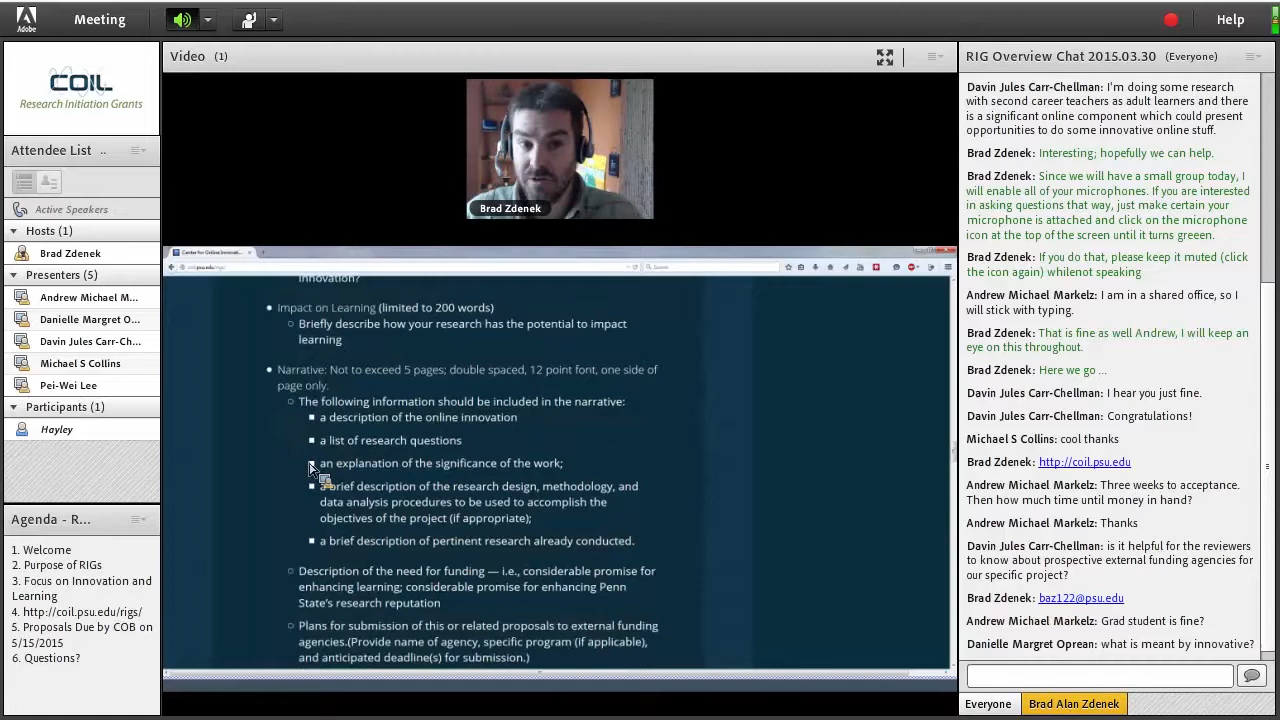 Adobe
Meeting
Help
COIL
Research Initiation Grants
Attendee List ..
Active Speakers
Hosts (1)
Brad Zdenek
Presenters (5)
Andrew Michael M...
Danielle Margret O...
Davin Jules Carr-Ch...
Michael S Collins
Pei-Wei Lee
Participants (1)
Hayley
Agenda - R...
1. Welcome
2. Purpose of RIGs
3. Focus on Innovation and
Learning
4. http://coil.psu.edu/rigs/
5. Proposals Due by COB on
5/15/2015
6. Questions?
Video (1)
Brad Zdenek
Center for Online Innovati...
coil.psu.edu/rigs/
Search
innovation?
Impact on Learning (limited to 200 words)
Briefly describe how your research has the potential to impact
learning
Narrative: Not to exceed 5 pages; double spaced, 12 point font, one side of
page only.
The following information should be included in the narrative:
a description of the online innovation
a list of research questions
an explanation of the significance of the work;
a brief description of the research design, methodology, and
data analysis procedures to be used to accomplish the
objectives of the project (if appropriate);
a brief description of pertinent research already conducted.
Description of the need for funding — i.e., considerable promise for
enhancing learning; considerable promise for enhancing Penn
State's research reputation
Plans for submission of this or related proposals to external funding
agencies.(Provide name of agency, specific program (if applicable),
and anticipated deadline(s) for submission.)
RIG Overview Chat 2015.03.30 (Everyone)
Davin Jules Carr-Chellman: I'm doing some research
with second career teachers as adult learners and there
is a significant online component which could present
opportunities to do some innovative online stuff.
Brad Zdenek: Interesting; hopefully we can help.
Brad Zdenek: Since we will have a small group today, I
will enable all of your microphones. If you are interested
in asking questions that way, just make certain your
microphone is attached and click on the microphone
icon at the top of the screen until it turns greeen.
Brad Zdenek: If you do that, please keep it muted (click
the icon again) whilenot speaking
Andrew Michael Markelz: I am in a shared office, so I
will stick with typing.
Brad Zdenek: That is fine as well Andrew, I will keep an
eye on this throughout.
Brad Zdenek: Here we go ...
Davin Jules Carr-Chellman: I hear you just fine.
Davin Jules Carr-Chellman: Congratulations!
Michael S Collins: cool thanks
Brad Zdenek: http://coil.psu.edu
Andrew Michael Markelz: Three weeks to acceptance.
Then how much time until money in hand?
Andrew Michael Markelz: Thanks
Davin Jules Carr-Chellman: is it helpful for the reviewers
to know about prospective external funding agencies for
our specific project?
Brad Zdenek: baz122@psu.edu
Andrew Michael Markelz: Grad student is fine?
Danielle Margret Oprean: what is meant by innovative?
Everyone
Brad Alan Zdenek